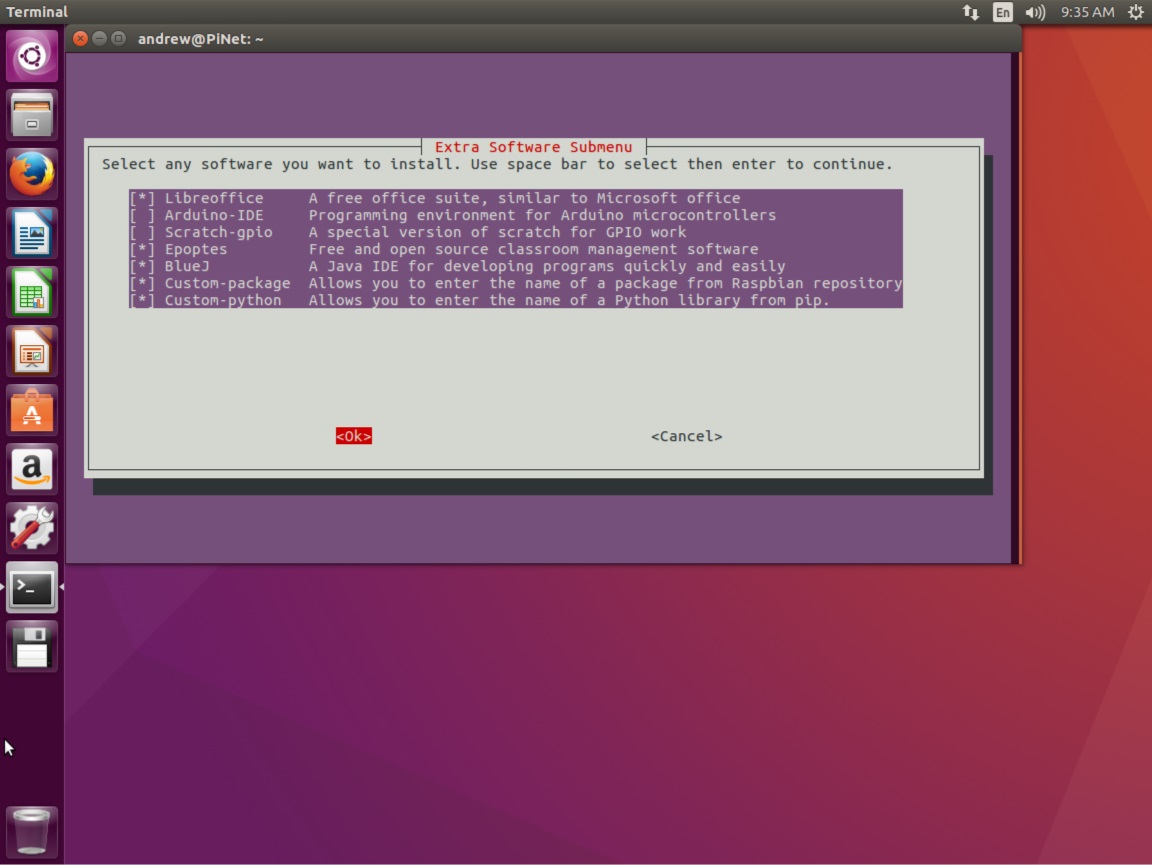 Terminal
En
9:35 AM
andrew@PiNet: ~
Extra Software Submenu
Select any software you want to install. Use space bar to select then enter to continue.
[*] Libreoffice A free office suite, similar to Microsoft office
[ ] Arduino-IDE Programming environment for Arduino microcontrollers
[ ] Scratch-gpio A special version of scratch for GPIO work
[*] Epoptes Free and open source classroom management software
[*] BlueJ A Java IDE for developing programs quickly and easily
[*] Custom-package Allows you to enter the name of a package from Raspbian repository
[*] Custom-python Allows you to enter the name of a Python library from pip.
<Ok> <Cancel>
A
a
>_